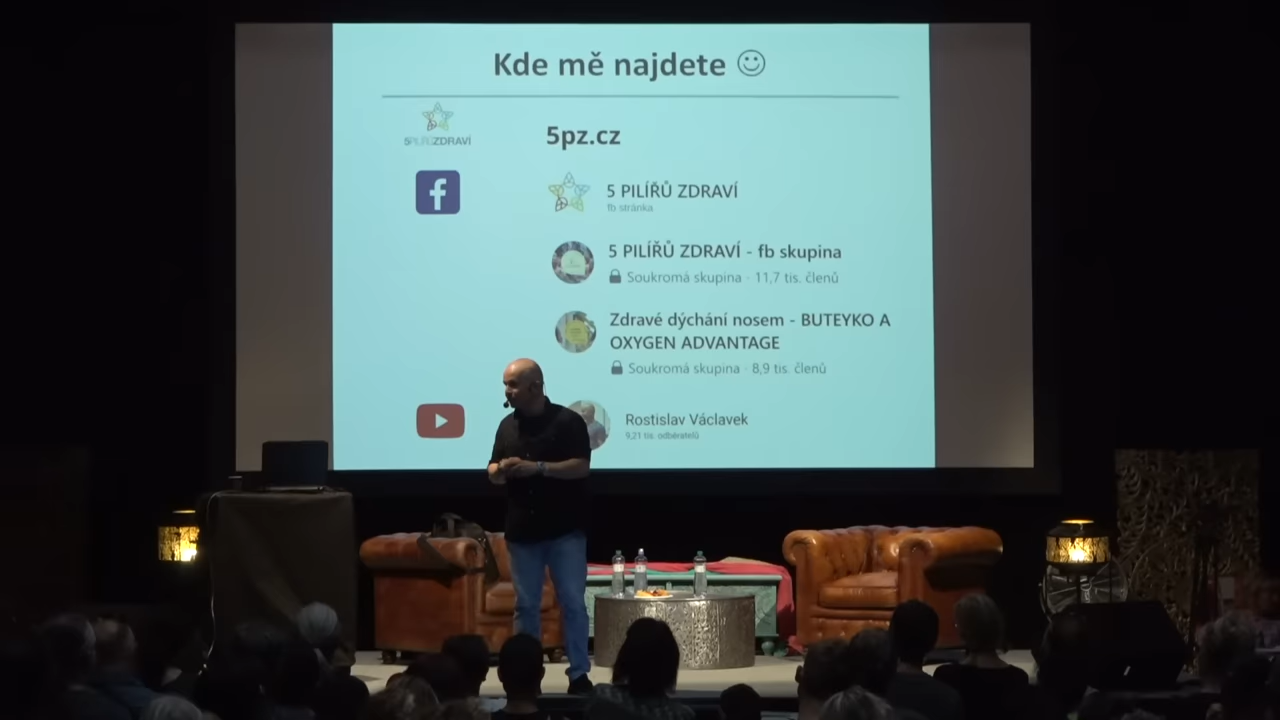 Kde mě najdete ☺
5PILÍŘŮZDRAVÍ
5pz.cz
5 PILÍŘŮ ZDRAVÍ
fb stránka
5 PILÍŘŮ ZDRAVÍ - fb skupina
Soukromá skupina · 11,7 tis. členů
Zdravé dýchání nosem - BUTEYKO A
OXYGEN ADVANTAGE
Soukromá skupina · 8,9 tis. členů
Rostislav Václavek
9,21 tis. odběratelů